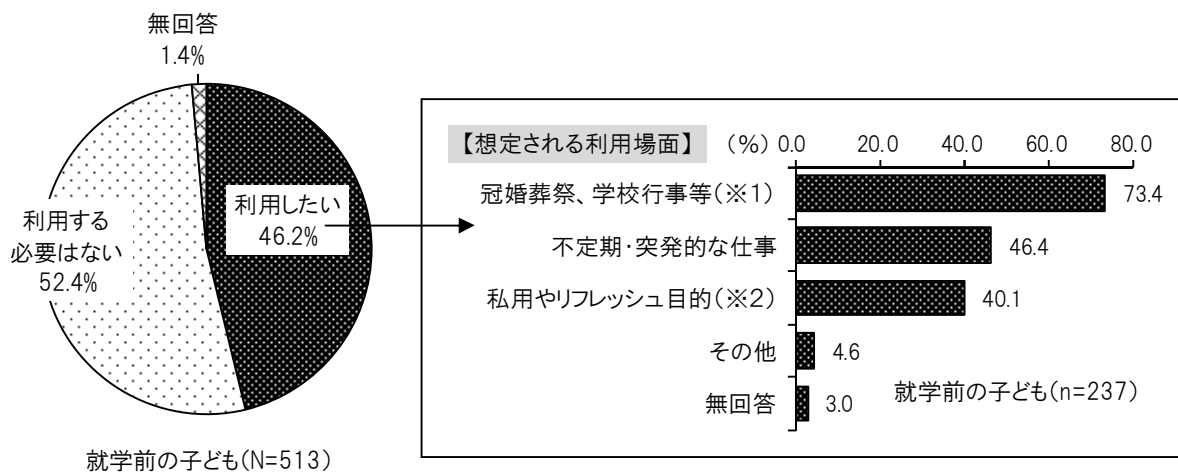 無回答
1.4%
利用したい
46.2%
利用する
必要はない
52.4%
就学前の子ども(N=513)
【想定される利用場面】 (%) 0.0 20.0 40.0 60.0 80.0
冠婚葬祭、学校行事等(※1) 73.4
不定期・突発的な仕事 46.4
私用やリフレッシュ目的(※2) 40.1
その他 4.6
無回答 3.0
就学前の子ども(n=237)